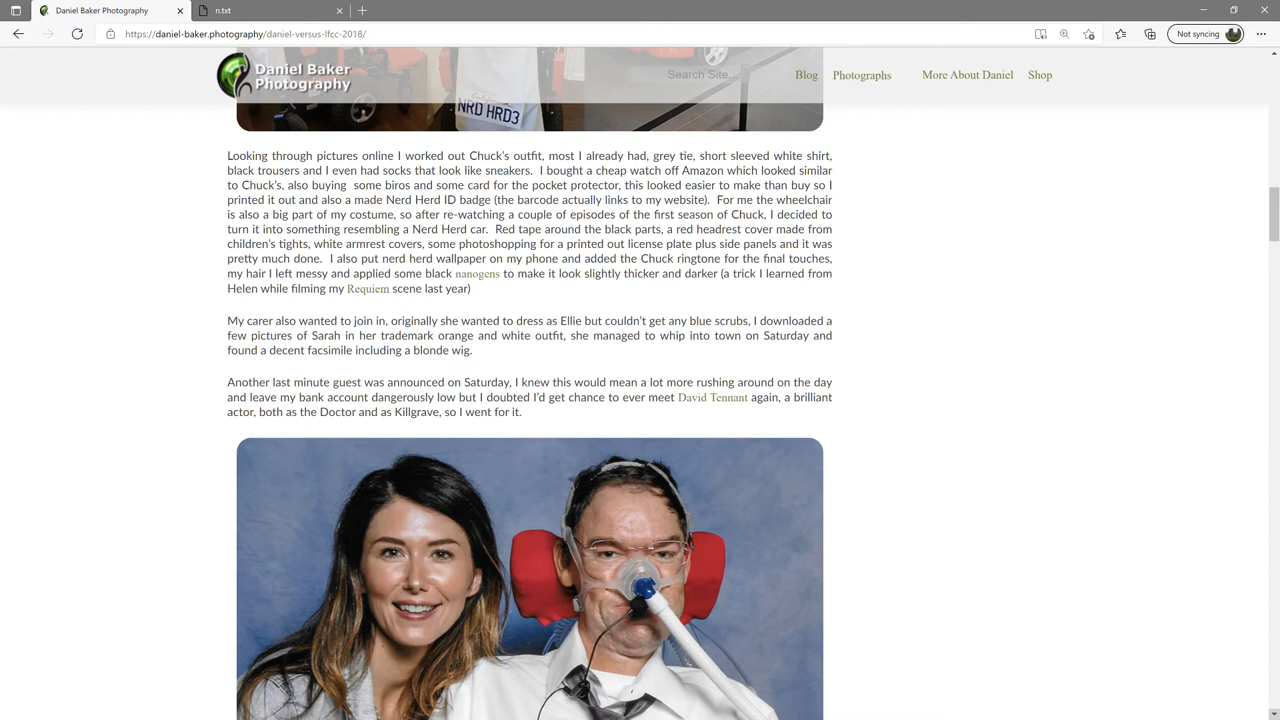 Daniel Baker Photography
n.txt
https://daniel-baker.photography/daniel-versus-lfcc-2018/
Not syncing
Daniel Baker
Photography
Search Site...
Blog
Photographs
More About Daniel
Shop
California
NRD HRD3
Looking through pictures online I worked out Chuck's outfit, most I already had, grey tie, short sleeved white shirt,
black trousers and I even had socks that look like sneakers.  I bought a cheap watch off Amazon which looked similar
to Chuck's, also buying  some biros and some card for the pocket protector, this looked easier to make than buy so I
printed it out and also a made Nerd Herd ID badge (the barcode actually links to my website).  For me the wheelchair
is also a big part of my costume, so after re-watching a couple of episodes of the first season of Chuck, I decided to
turn it into something resembling a Nerd Herd car.  Red tape around the black parts, a red headrest cover made from
children's tights, white armrest covers, some photoshopping for a printed out license plate plus side panels and it was
pretty much done.  I also put nerd herd wallpaper on my phone and added the Chuck ringtone for the final touches,
my hair I left messy and applied some black nanogens to make it look slightly thicker and darker (a trick I learned from
Helen while filming my Requiem scene last year)
My carer also wanted to join in, originally she wanted to dress as Ellie but couldn't get any blue scrubs, I downloaded a
few pictures of Sarah in her trademark orange and white outfit, she managed to whip into town on Saturday and
found a decent facsimile including a blonde wig.
Another last minute guest was announced on Saturday, I knew this would mean a lot more rushing around on the day
and leave my bank account dangerously low but I doubted I'd get chance to ever meet David Tennant again, a brilliant
actor, both as the Doctor and as Killgrave, so I went for it.